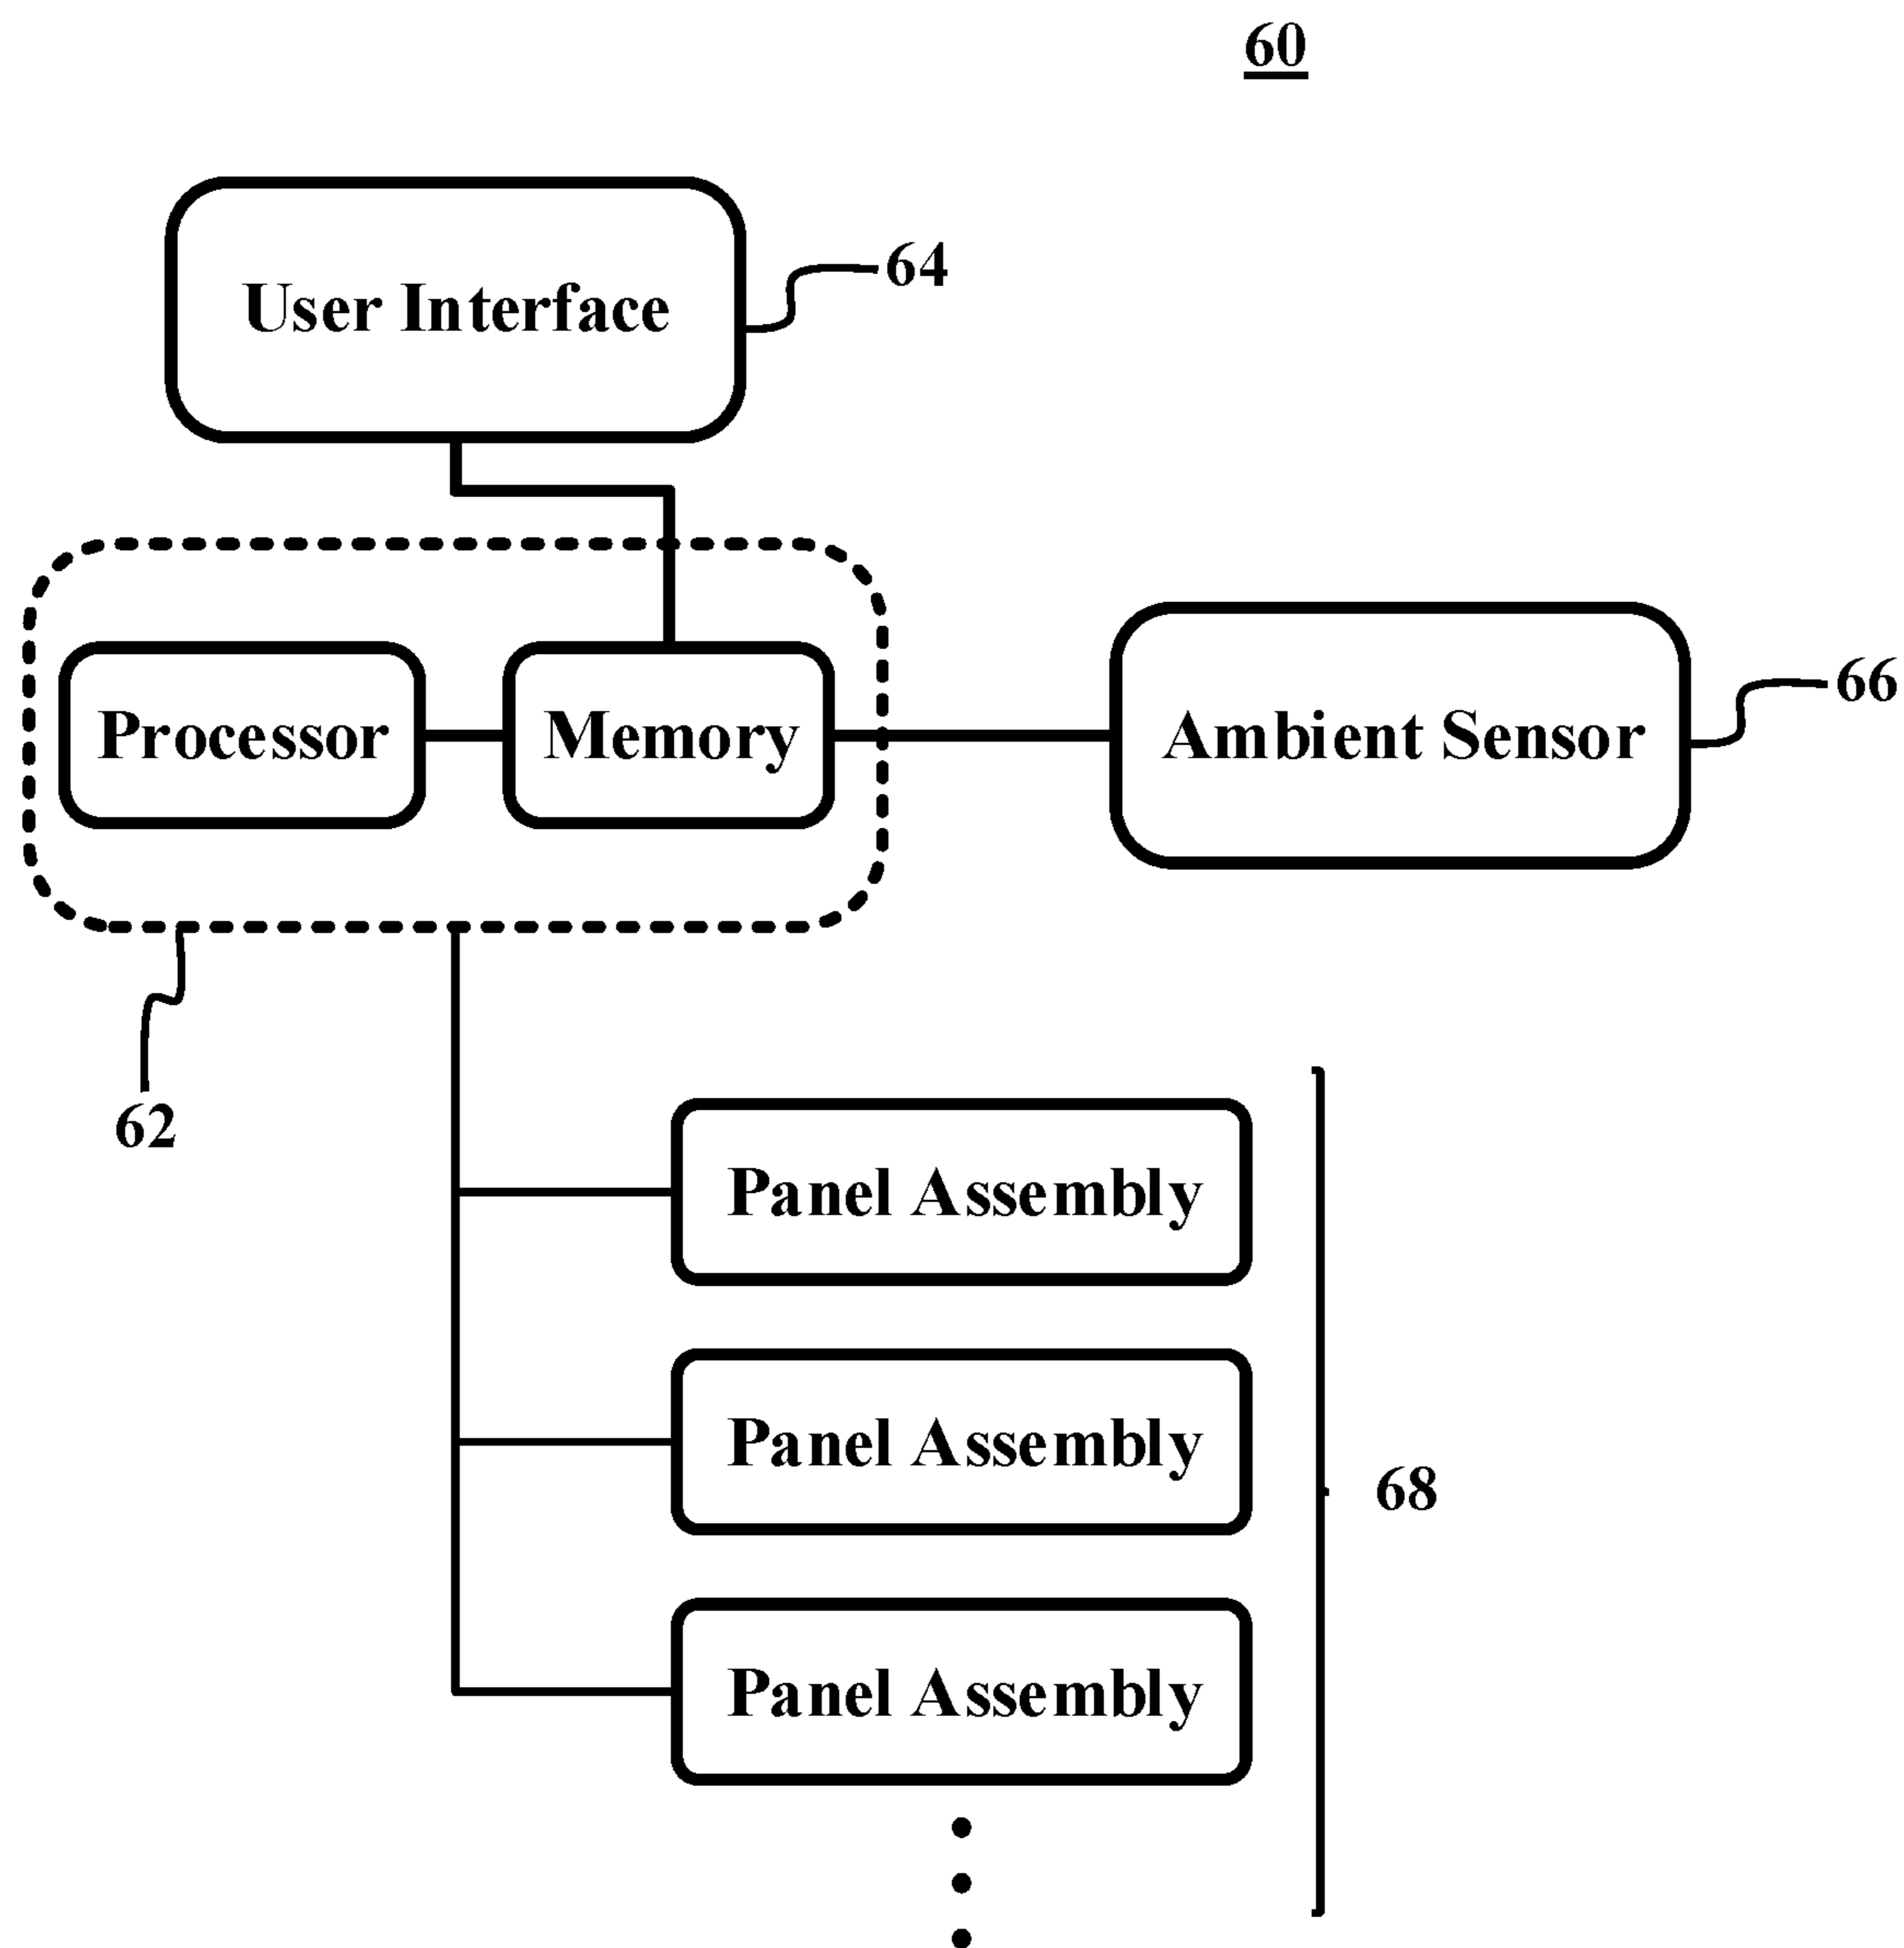 60
User Interface
64
Processor
Memory
Ambient Sensor
66
62
Panel Assembly
Panel Assembly
68
Panel Assembly